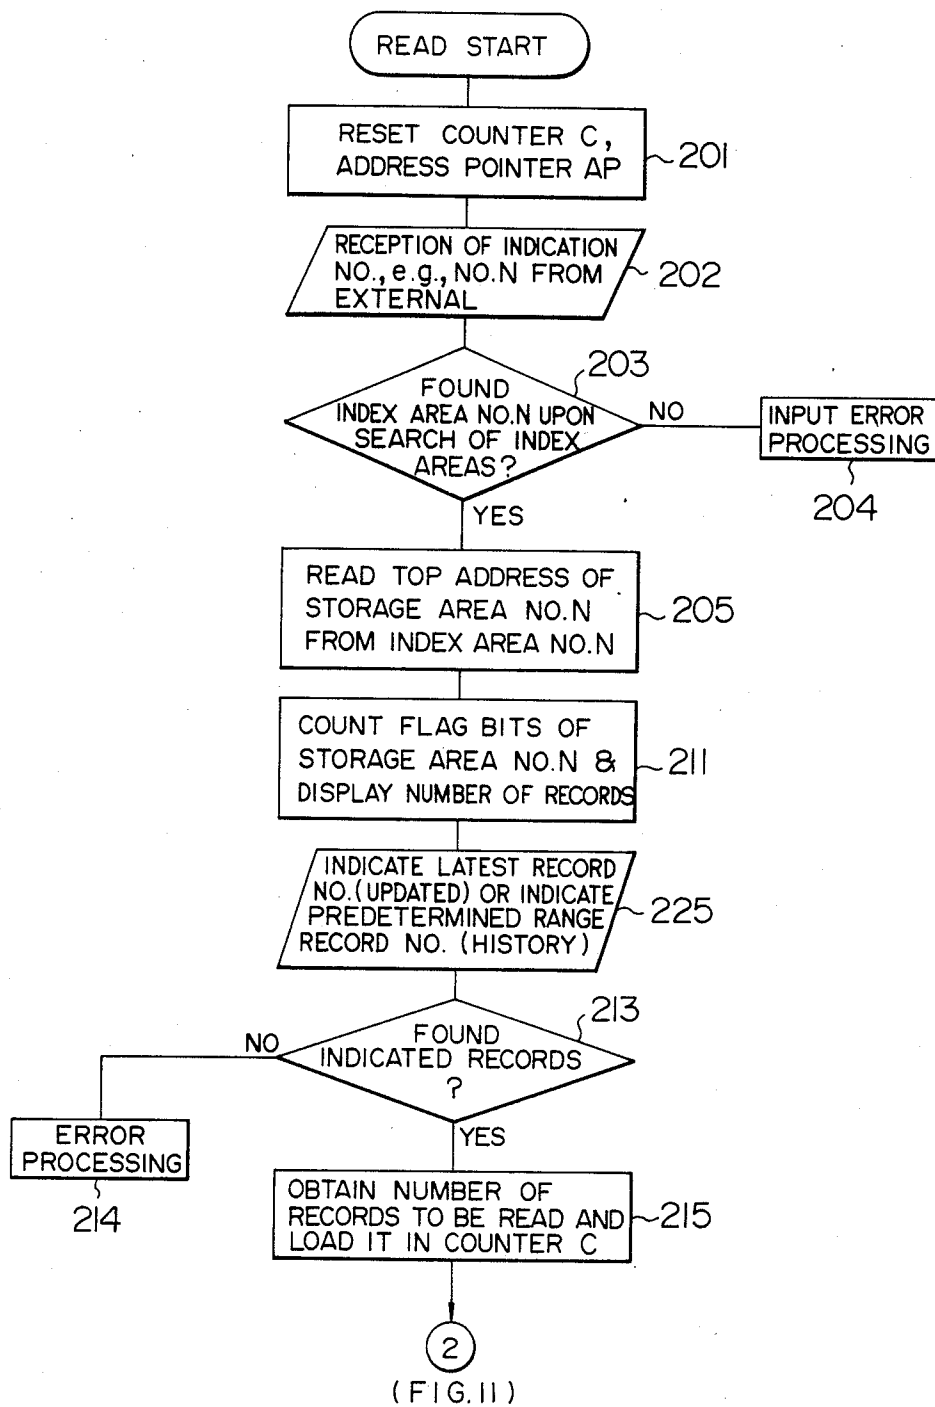 READ START
RESET COUNTER C,
ADDRESS POINTER AP
201
RECEPTION OF INDICATION
NO., e.g., NO.N FROM
EXTERNAL
202
203
FOUND
INDEX AREA NO.N UPON
SEARCH OF INDEX
AREAS?
NO
INPUT ERROR
PROCESSING
204
YES
READ TOP ADDRESS OF
STORAGE AREA NO.N
FROM INDEX AREA NO.N
205
COUNT FLAG BITS OF
STORAGE AREA NO.N &
DISPLAY NUMBER OF RECORDS
211
INDICATE LATEST RECORD
NO.(UPDATED) OR INDICATE
PREDETERMINED RANGE
RECORD NO. (HISTORY)
225
213
FOUND
INDICATED RECORDS
?
NO
ERROR
PROCESSING
214
YES
OBTAIN NUMBER OF
RECORDS TO BE READ AND
LOAD IT IN COUNTER C
215
2
(FIG.11)